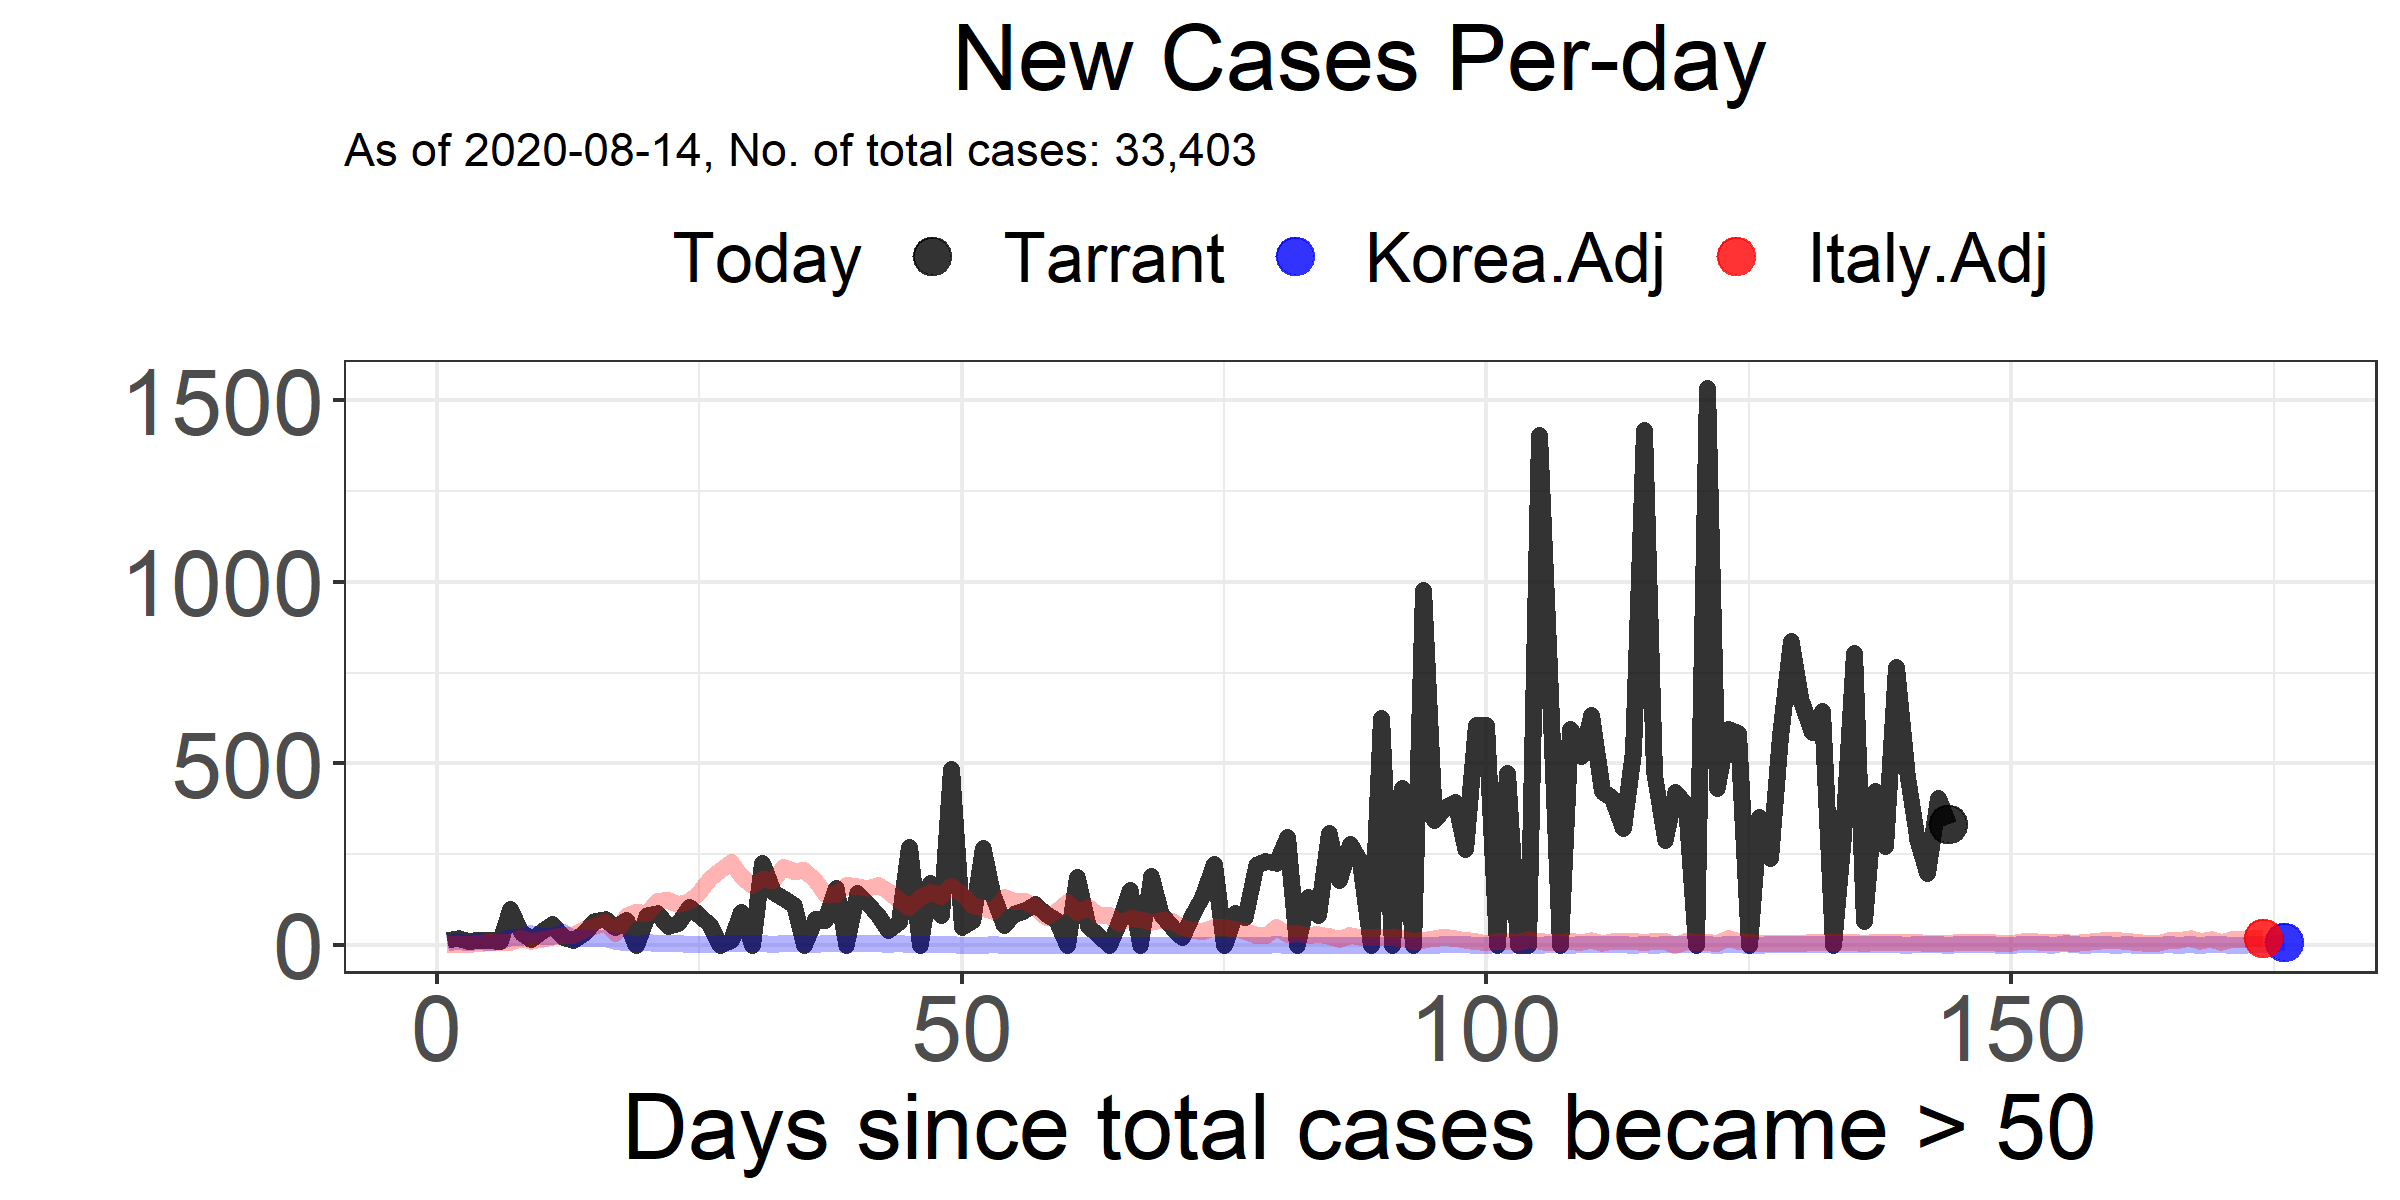 New Cases Per-day
As of 2020-08-14, No. of total cases: 33,403
Today Tarrant Korea.Adj Italy.Adj
1500
1000
500
0
0 50 100 150
Days since total cases became > 50